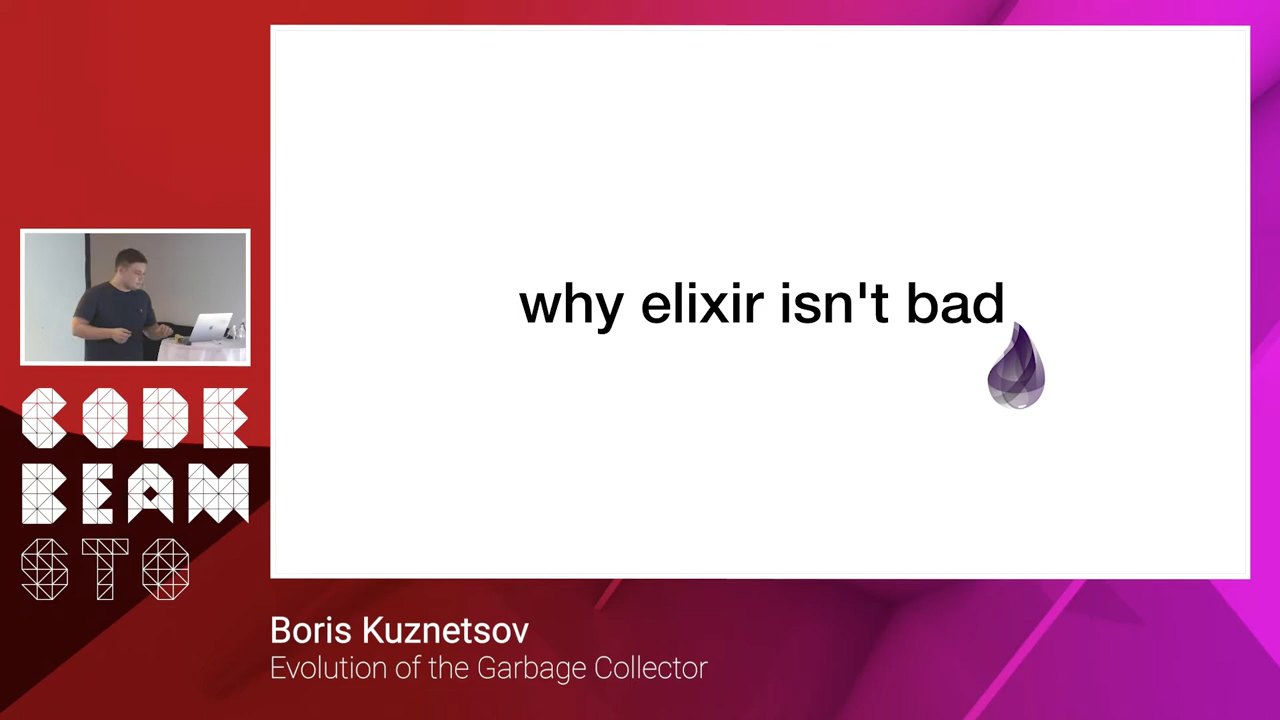 why elixir isn't bad
CODE
BEAM
STO
Boris Kuznetsov
Evolution of the Garbage Collector